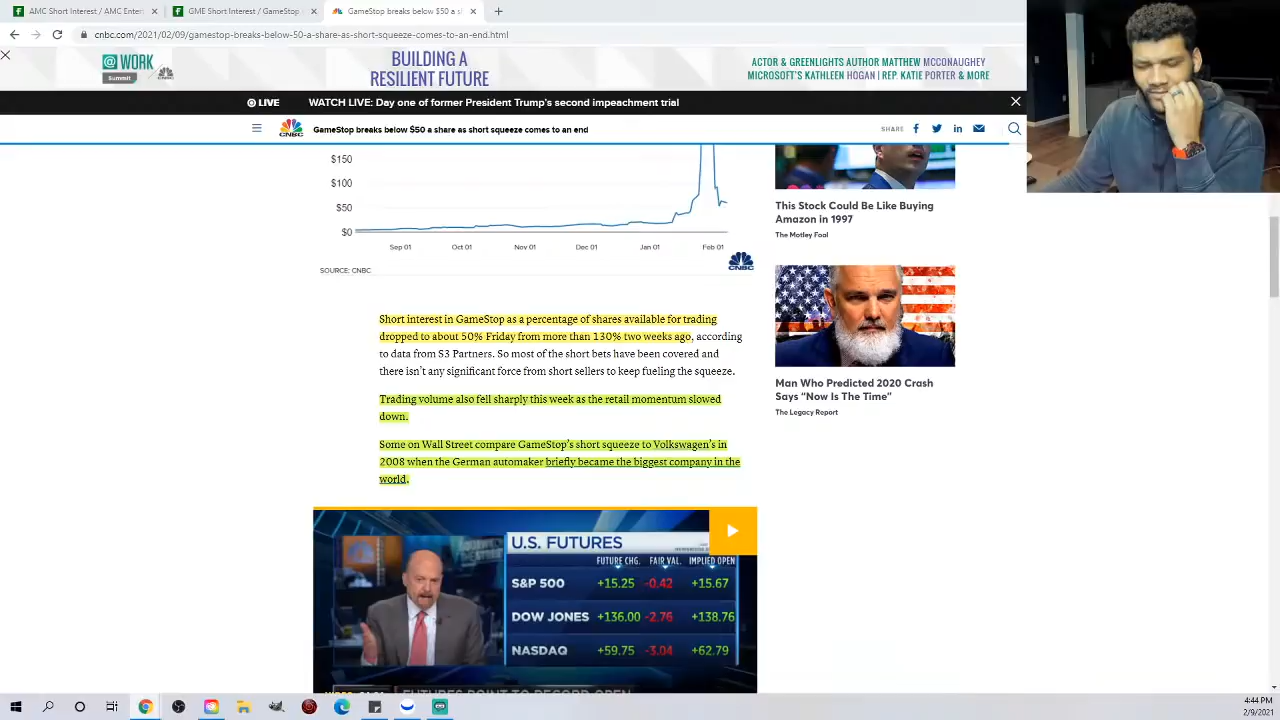 AMC Short Interest / AMC Enter
GME Short Interest / GameStop
GameStop breaks below $50 a s
cnbc.com/2021/02/09/gamestop-breaks-below-50-a-share-as-short-squeeze-comes-to-an-end.html
@WORK
Summit
BUILDING A
RESILIENT FUTURE
ACTOR & GREENLIGHTS AUTHOR MATTHEW MCCONAUGHEY
MICROSOFT'S KATHLEEN HOGAN | REP. KATIE PORTER & MORE
LIVE WATCH LIVE: Day one of former President Trump's second impeachment trial
CNBC
GameStop breaks below $50 a share as short squeeze comes to an end
SHARE
$150
$100
$50
$0
Sep 01 Oct 01 Nov 01 Dec 01 Jan 01 Feb 01
SOURCE: CNBC
CNBC
Short interest in GameStop as a percentage of shares available for trading
dropped to about 50% Friday from more than 130% two weeks ago, according
to data from S3 Partners. So most of the short bets have been covered and
there isn't any significant force from short sellers to keep fueling the squeeze.
Trading volume also fell sharply this week as the retail momentum slowed
down.
Some on Wall Street compare GameStop's short squeeze to Volkswagen's in
2008 when the German automaker briefly became the biggest company in the
world.
This Stock Could Be Like Buying
Amazon in 1997
The Motley Fool
Man Who Predicted 2020 Crash
Says "Now Is The Time"
The Legacy Report
U.S. FUTURES
FUTURE CHG. FAIR VAL. IMPLIED OPEN
S&P 500 +15.25 -0.42 +15.67
DOW JONES +136.00 -2.76 +138.76
NASDAQ +59.75 -3.04 +62.79
FUTURES POINT TO RECORD OPEN
4:44 PM
2/9/2021